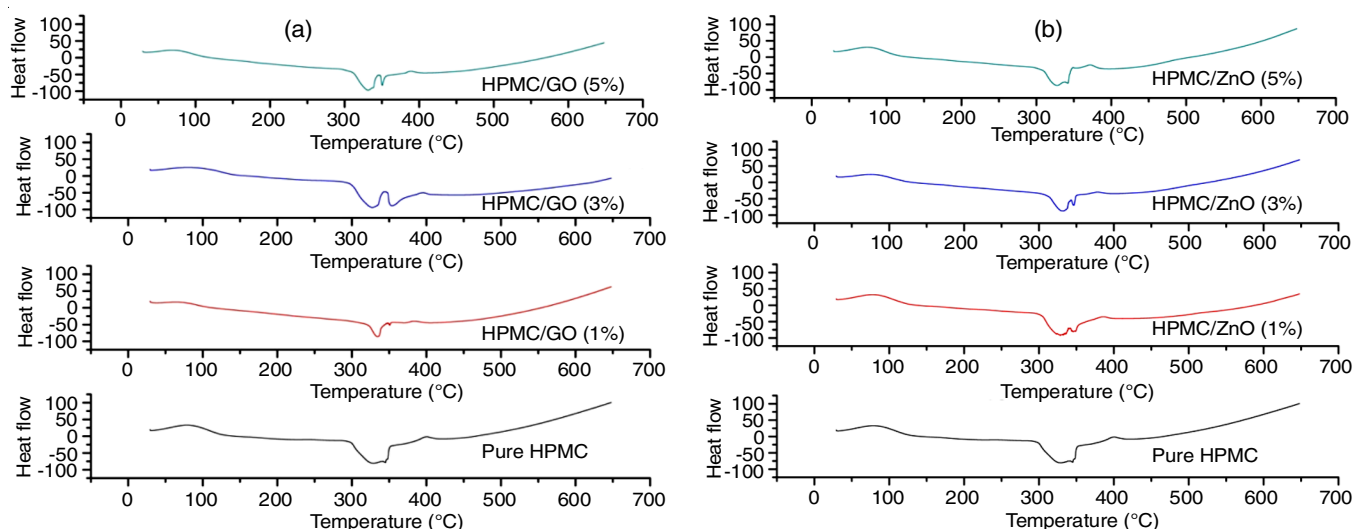 (a)
Heat flow
100
50
0
-50
-100
HPMC/GO (5%)
0 100 200 300 400 500 600 700
Temperature (°C)
Heat flow
100
50
0
-50
-100
HPMC/GO (3%)
0 100 200 300 400 500 600 700
Temperature (°C)
Heat flow
100
50
0
-50
-100
HPMC/GO (1%)
0 100 200 300 400 500 600 700
Temperature (°C)
Heat flow
100
50
0
-50
-100
Pure HPMC
0 100 200 300 400 500 600 700
Temperature (°C)
(b)
Heat flow
100
50
0
-50
-100
HPMC/ZnO (5%)
0 100 200 300 400 500 600 700
Temperature (°C)
Heat flow
100
50
0
-50
-100
HPMC/ZnO (3%)
0 100 200 300 400 500 600 700
Temperature (°C)
Heat flow
100
50
0
-50
-100
HPMC/ZnO (1%)
0 100 200 300 400 500 600 700
Temperature (°C)
Heat flow
100
50
0
-50
-100
Pure HPMC
0 100 200 300 400 500 600 700
Temperature (°C)